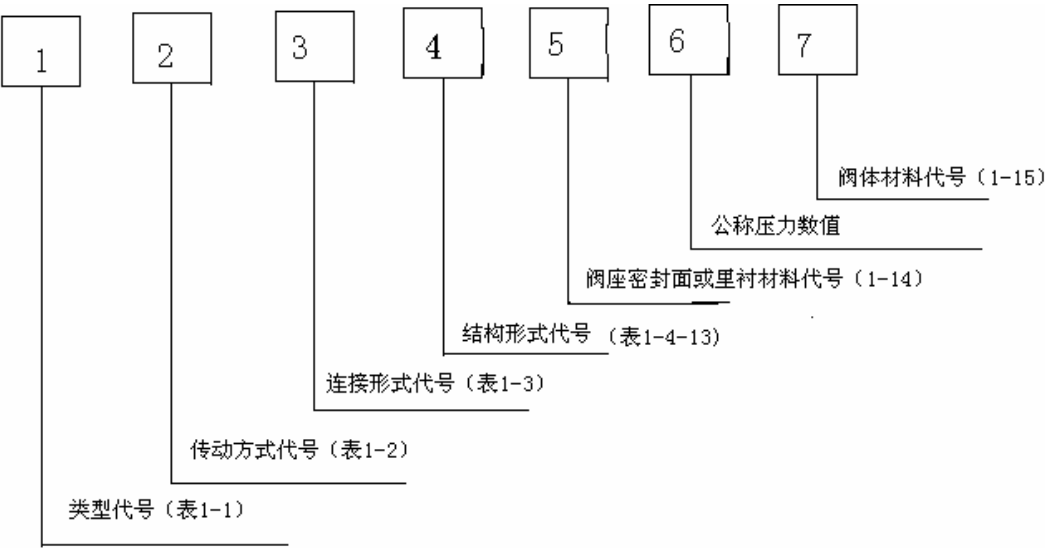 1 2 3 4 5 6 7
阀体材料代号（1-15）
公称压力数值
阀座密封面或里衬材料代号（1-14）
结构形式代号（表1-4-13)
连接形式代号（表1-3）
传动方式代号（表1-2）
类型代号（表1-1）